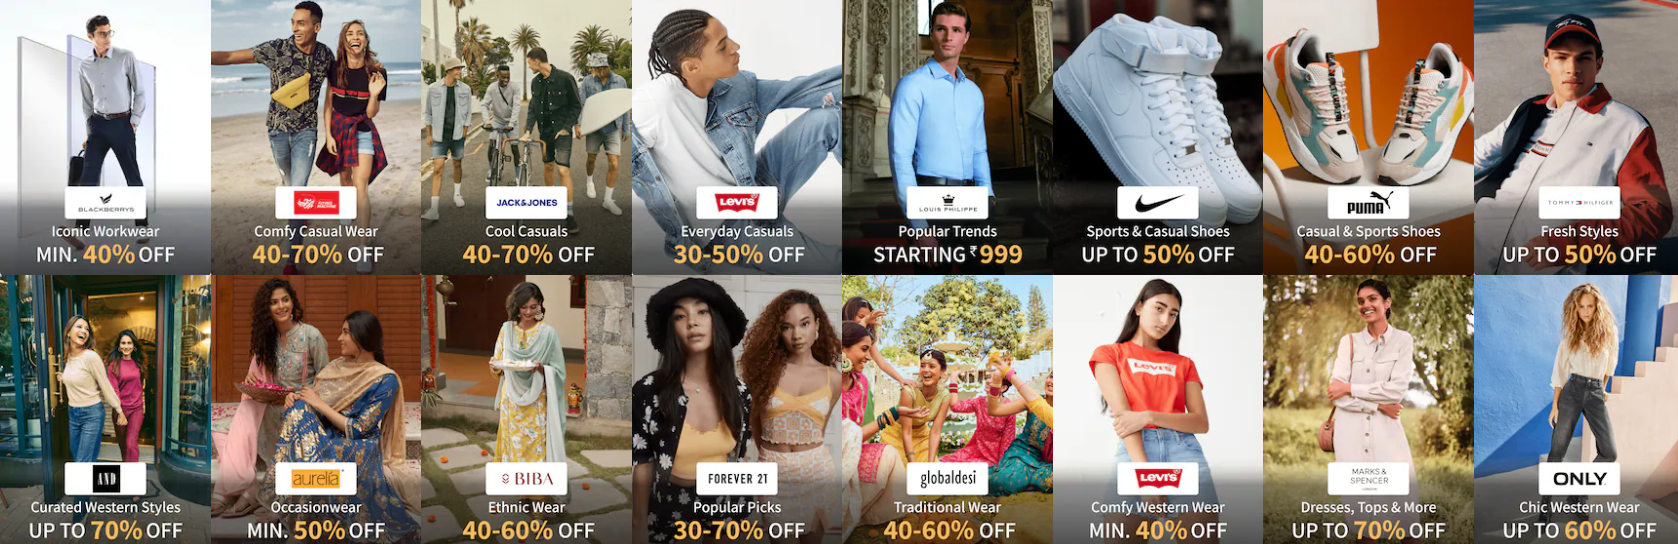 BLACKBERRYS
Iconic Workwear
MIN. 40% OFF
FLYING MACHINE
Comfy Casual Wear
40-70% OFF
JACK&JONES
Cool Casuals
40-70% OFF
Levi's
Everyday Casuals
30-50% OFF
LOUIS PHILIPPE
Popular Trends
STARTING ₹999
Sports & Casual Shoes
UP TO 50% OFF
PUMA
Casual & Sports Shoes
40-60% OFF
TOMMY HILFIGER
Fresh Styles
UP TO 50% OFF
AND
Curated Western Styles
UP TO 70% OFF
aurelia
Occasionwear
MIN. 50% OFF
BIBA
Ethnic Wear
40-60% OFF
FOREVER 21
Popular Picks
30-70% OFF
globaldesi
Traditional Wear
40-60% OFF
Levi's
Levi's
Comfy Western Wear
MIN. 40% OFF
MARKS &
SPENCER
LONDON
Dresses, Tops & More
UP TO 70% OFF
ONLY
Chic Western Wear
UP TO 60% OFF